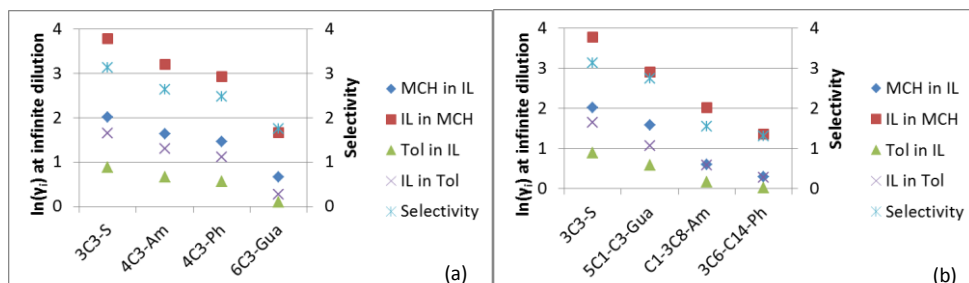 ln(γi) at infinite dilution
4
3
2
1
0
4
3
2
1
0
Selectivity
3C3-S
4C3-Am
4C3-Ph
6C3-Gua
MCH in IL
IL in MCH
Tol in IL
IL in Tol
Selectivity
(a)
ln(γi) at infinite dilution
4
3
2
1
0
4
3
2
1
0
Selectivity
3C3-S
5C1-C3-Gua
C1-3C8-Am
3C6-C14-Ph
MCH in IL
IL in MCH
Tol in IL
IL in Tol
Selectivity
(b)